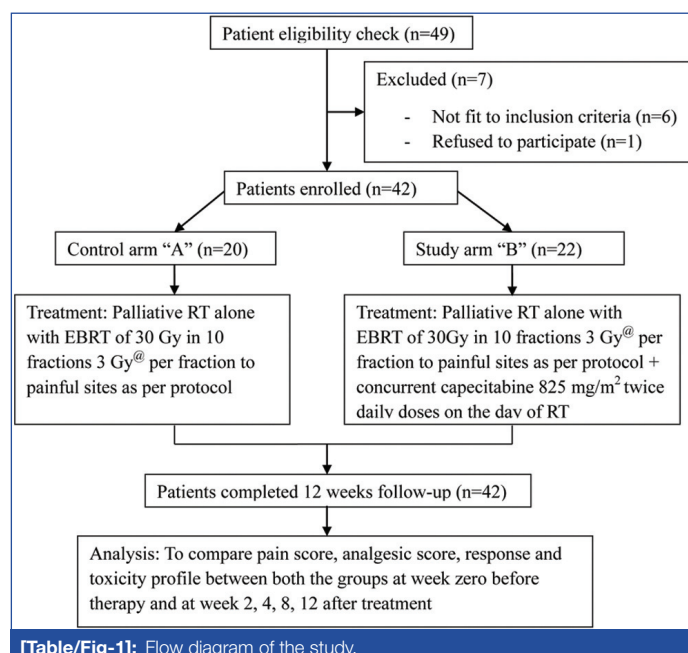 Patient eligibility check (n=49)
Excluded (n=7)
- Not fit to inclusion criteria (n=6)
- Refused to participate (n=1)
Patients enrolled (n=42)
Control arm “A” (n=20)
Study arm “B” (n=22)
Treatment: Palliative RT alone
with EBRT of 30 Gy in 10
fractions 3 Gy@ per fraction to
painful sites as per protocol
Treatment: Palliative RT alone with
EBRT of 30Gy in 10 fractions 3 Gy@ per
fraction to painful sites as per protocol +
concurrent capecitabine 825 mg/m² twice
daily doses on the day of RT
Patients completed 12 weeks follow-up (n=42)
Analysis: To compare pain score, analgesic score, response and
toxicity profile between both the groups at week zero before
therapy and at week 2, 4, 8, 12 after treatment
[Table/Fig-1]: Flow diagram of the study.